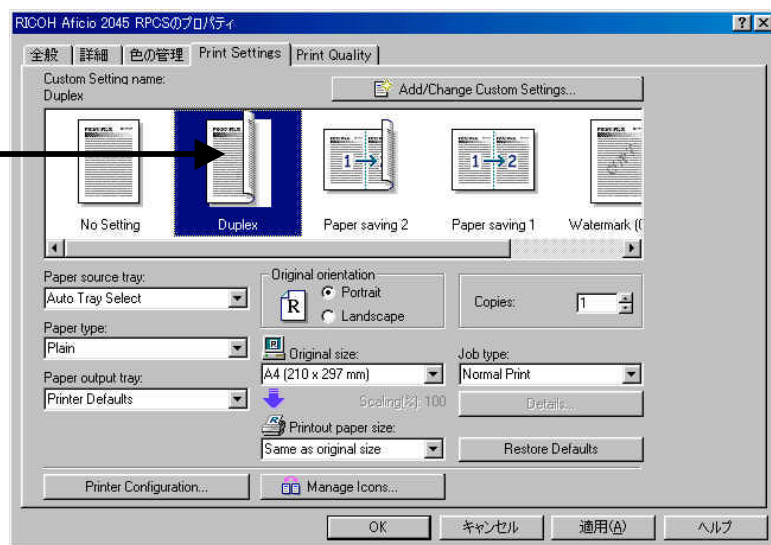 RICOH Aficio 2045 RPCSのプロパティ
全般 詳細 色の管理 Print Settings Print Quality
Custom Setting name:
Duplex
Add/Change Custom Settings...
1 2
1 2
No Setting Duplex Paper saving 2 Paper saving 1 Watermark (C
Paper source tray:
Auto Tray Select
Paper type:
Plain
Paper output tray:
Printer Defaults
Original orientation
R
Portrait
Landscape
Copies: 1
R
Original size:
A4 (210 x 297 mm)
Scaling(%): 100
R
Printout paper size:
Same as original size
Job type:
Normal Print
Details...
Restore Defaults
Printer Configuration... Manage Icons...
OK キャンセル 適用(A) ヘルプ